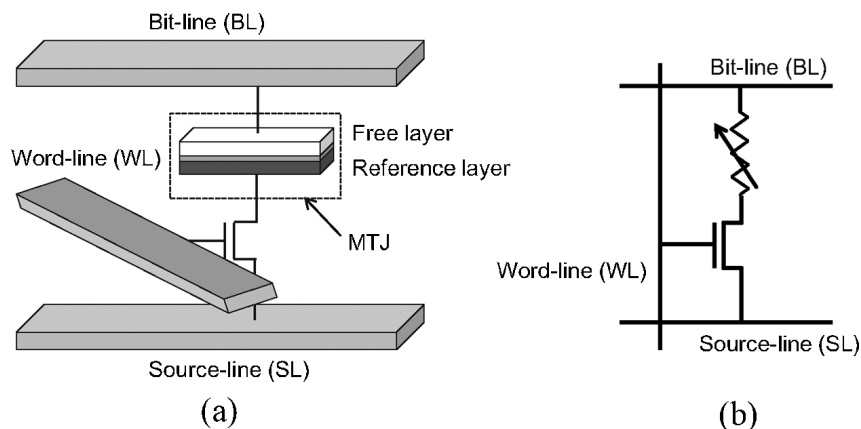 Bit-line (BL)
Free layer
Word-line (WL)
Reference layer
MTJ
Source-line (SL)
(a)
Bit-line (BL)
Word-line (WL)
Source-line (SL)
(b)